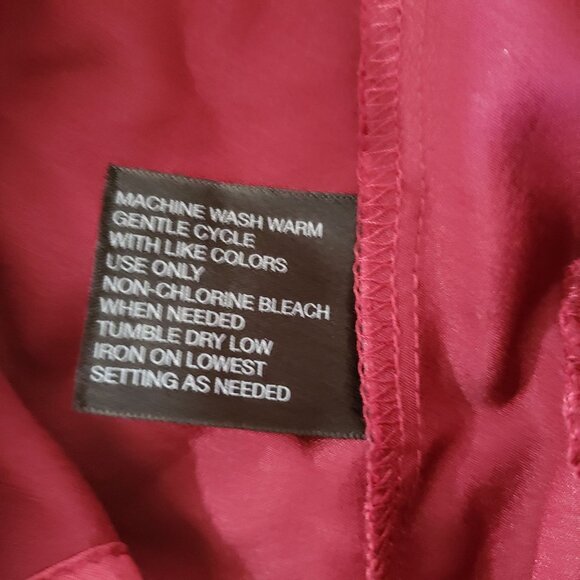 MACHINE WASH WARM
GENTLE CYCLE
WITH LIKE COLORS
USE ONLY
NON-CHLORINE BLEACH
WHEN NEEDED
TUMBLE DRY LOW
IRON ON LOWEST
SETTING AS NEEDED